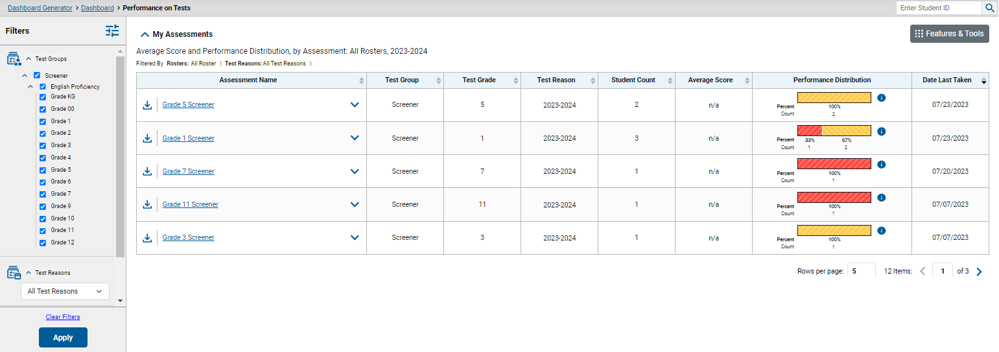 Dashboard Generator > Dashboard > Performance on Tests
Enter Student ID
Filters
Test Groups
Screener
English Proficiency
Grade KG
Grade 00
Grade 1
Grade 2
Grade 3
Grade 4
Grade 5
Grade 6
Grade 7
Grade 9
Grade 10
Grade 11
Grade 12
Test Reasons
All Test Reasons
Clear Filters
Apply
My Assessments
Features & Tools
Average Score and Performance Distribution, by Assessment: All Rosters, 2023-2024
Filtered By Rosters: All Roster | Test Reasons: All Test Reasons |
Assessment Name Test Group Test Grade Test Reason Student Count Average Score Performance Distribution Date Last Taken
Grade 5 Screener Screener 5 2023-2024 2 n/a 07/23/2023
Percent 100%
Count 2
Grade 1 Screener Screener 1 2023-2024 3 n/a 07/23/2023
Percent 33% 67%
Count 1 2
Grade 7 Screener Screener 7 2023-2024 1 n/a 07/20/2023
Percent 100%
Count 1
Grade 11 Screener Screener 11 2023-2024 1 n/a 07/07/2023
Percent 100%
Count 1
Grade 3 Screener Screener 3 2023-2024 1 n/a 07/07/2023
Percent 100%
Count 1
Rows per page: 5 12 Items: 1 of 3